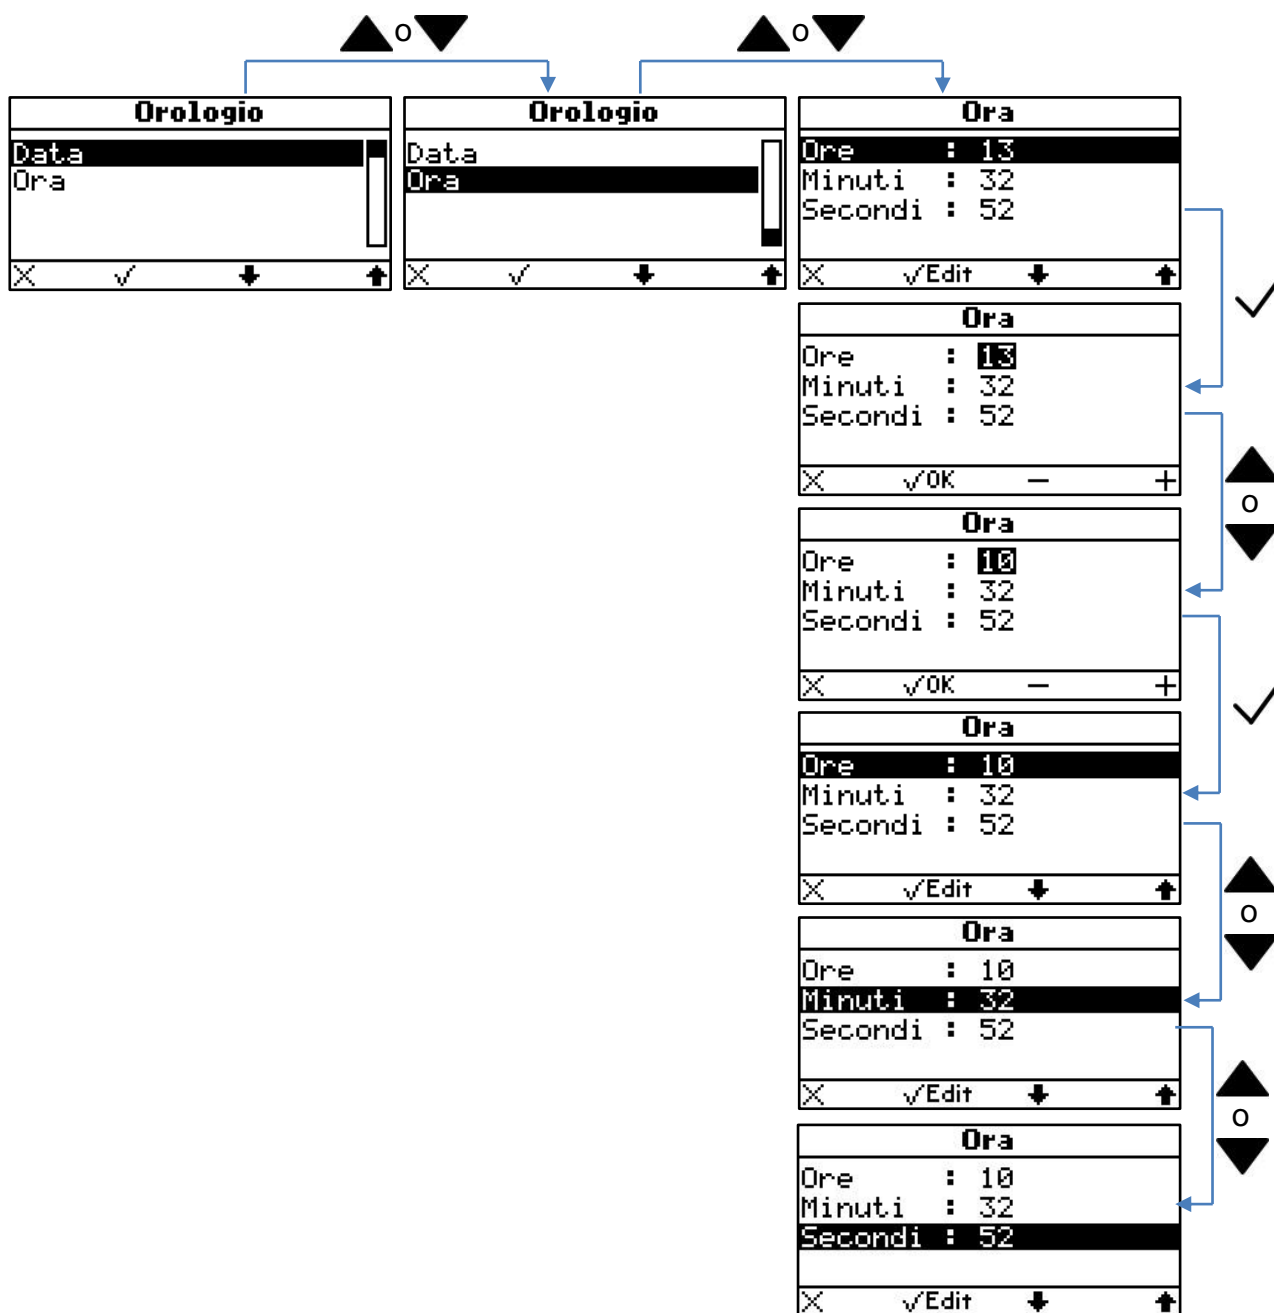 o
o
Orologio
Data
Ora
Orologio
Data
Ora
Ora
Ore : 13
Minuti : 32
Secondi : 52
Edit
Ora
Ore : 13
Minuti : 32
Secondi : 52
OK − +
o
Ora
Ore : 10
Minuti : 32
Secondi : 52
OK − +
Ora
Ore : 10
Minuti : 32
Secondi : 52
Edit
o
Ora
Ore : 10
Minuti : 32
Secondi : 52
Edit
o
Ora
Ore : 10
Minuti : 32
Secondi : 52
Edit